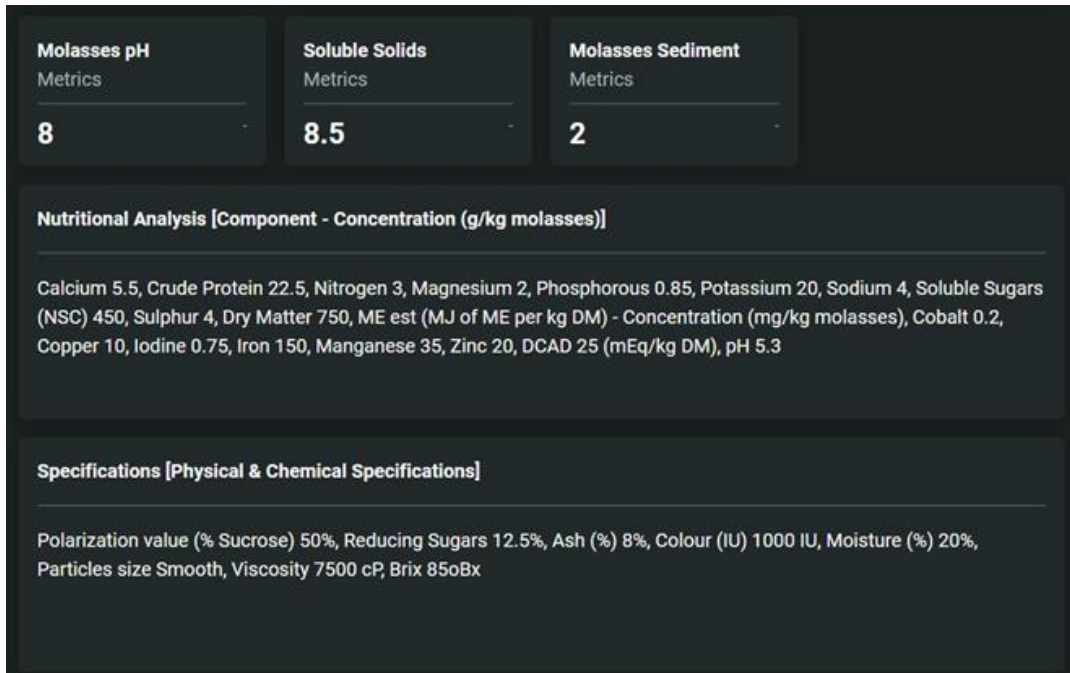 Molasses pH
Metrics
8 -
Soluble Solids
Metrics
8.5 -
Molasses Sediment
Metrics
2 -
Nutritional Analysis [Component - Concentration (g/kg molasses)]
Calcium 5.5, Crude Protein 22.5, Nitrogen 3, Magnesium 2, Phosphorous 0.85, Potassium 20, Sodium 4, Soluble Sugars
(NSC) 450, Sulphur 4, Dry Matter 750, ME est (MJ of ME per kg DM) - Concentration (mg/kg molasses), Cobalt 0.2,
Copper 10, Iodine 0.75, Iron 150, Manganese 35, Zinc 20, DCAD 25 (mEq/kg DM), pH 5.3
Specifications [Physical & Chemical Specifications]
Polarization value (% Sucrose) 50%, Reducing Sugars 12.5%, Ash (%) 8%, Colour (IU) 1000 IU, Moisture (%) 20%,
Particles size Smooth, Viscosity 7500 cP, Brix 85oBx